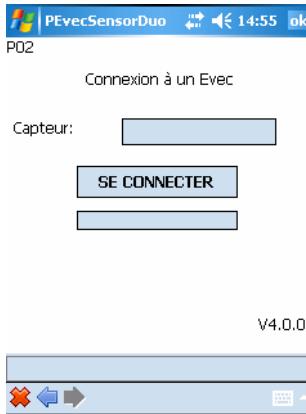 PEvecSensorDuo 14:55 ok
P02
Connexion à un Evec
Capteur:
SE CONNECTER
V4.0.0